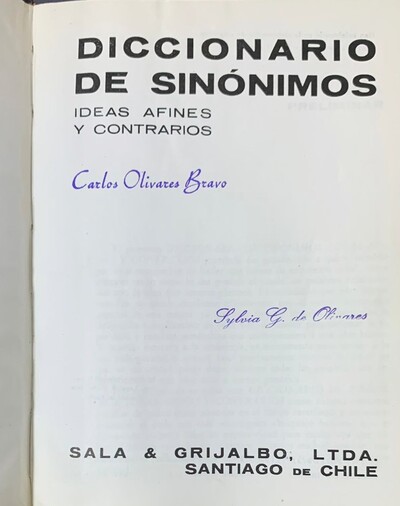 DICCIONARIO
DE SINÓNIMOS
IDEAS AFINES
Y CONTRARIOS
Carlos Olivares Bravo
Sylvia G. de Olivares
SALA & GRIJALBO, LTDA.
SANTIAGO DE CHILE